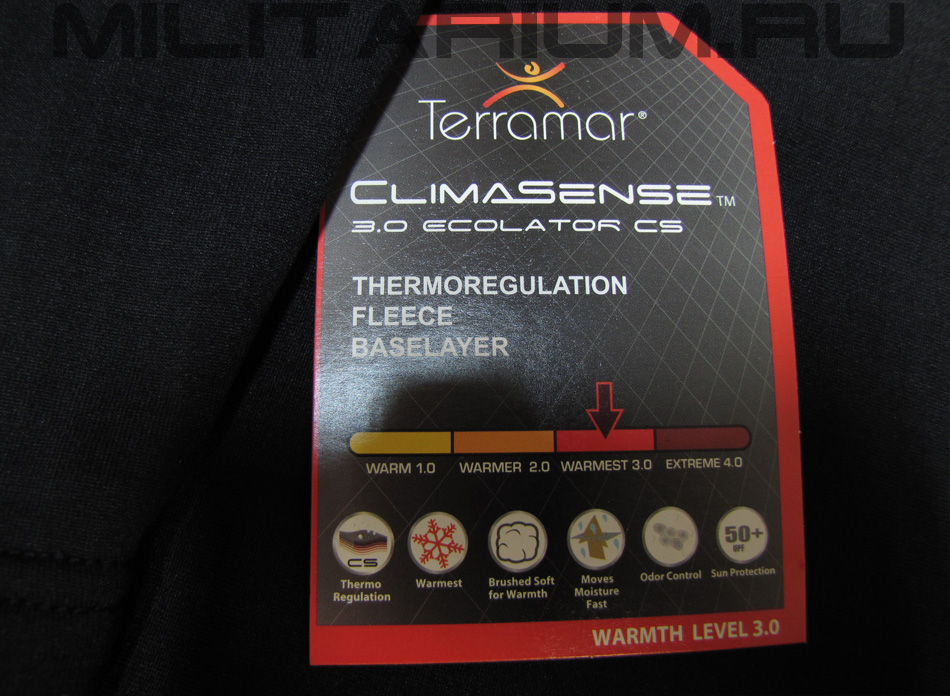 MILITARIUM.RU
Terramar®
CLIMASENSE™
3.0 ECOLATOR CS
THERMOREGULATION
FLEECE
BASELAYER
WARM 1.0 WARMER 2.0 WARMEST 3.0 EXTREME 4.0
CS
50+
UPF
Thermo
Regulation
Warmest
Brushed Soft
for Warmth
Moves
Moisture
Fast
Odor Control
Sun Protection
WARMTH LEVEL 3.0